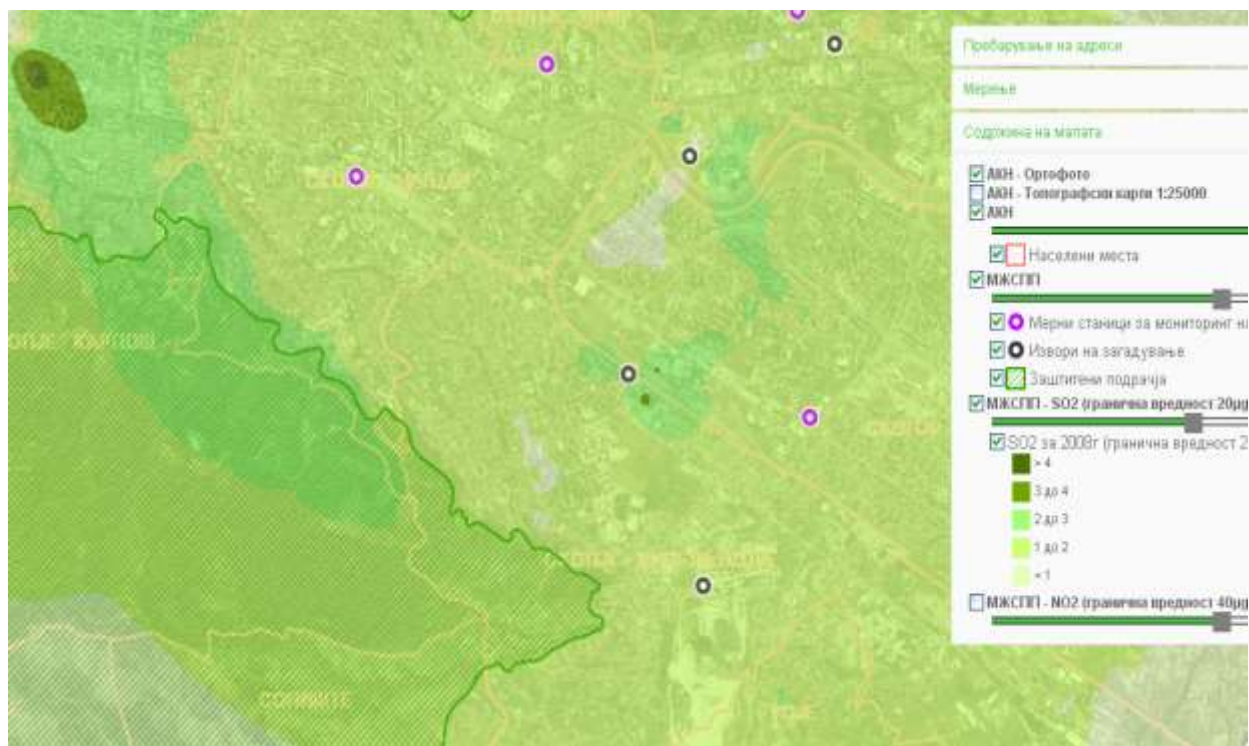 Пребарување на адреси
Мерење
Содржина на мапата
АКН - Ортофото
АКН - Топографски карти 1:25000
АКН
Населени места
МЖСПП
Мерни станици за мониторинг на
Извори на загадување
Заштитени подрачја
МЖСПП - SO2 (гранична вредност 20µg
SO2 за 2008г (гранична вредност 2
> 4
3 до 4
2 до 3
1 до 2
< 1
МЖСПП - NO2 (гранична вредност 40µg
СОПИШТЕ